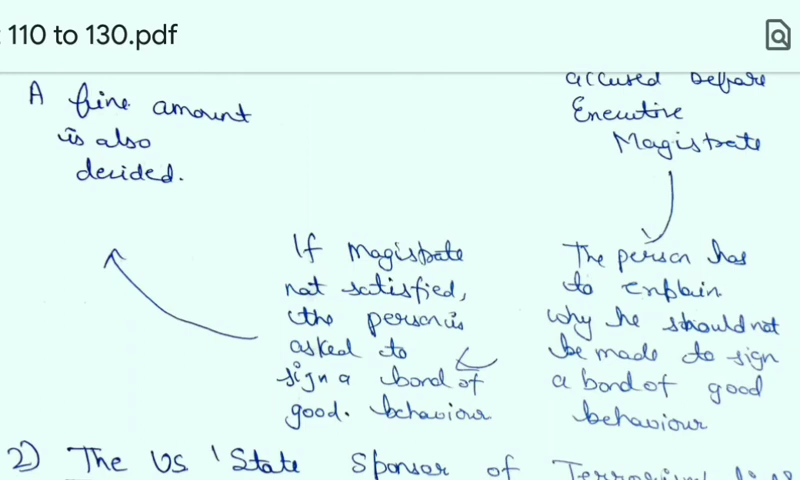 110 to 130.pdf
A fine amount
is also
decided.
accused before
Executive
Magistrate
If Magistrate
not satisfied,
the person is
asked to
sign a bond of
good. behaviour
The person has
to explain
why he should not
be made to sign
a bond of good
behaviour
2) The US 'State Sponsor of Terrorism'